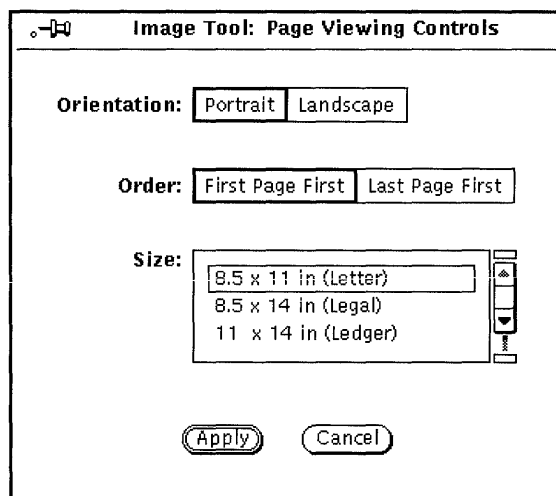 Image Tool: Page Viewing Controls
Orientation: Portrait Landscape
Order: First Page First Last Page First
Size:
8.5 x 11 in (Letter)
8.5 x 14 in (Legal)
11 x 14 in (Ledger)
Apply Cancel